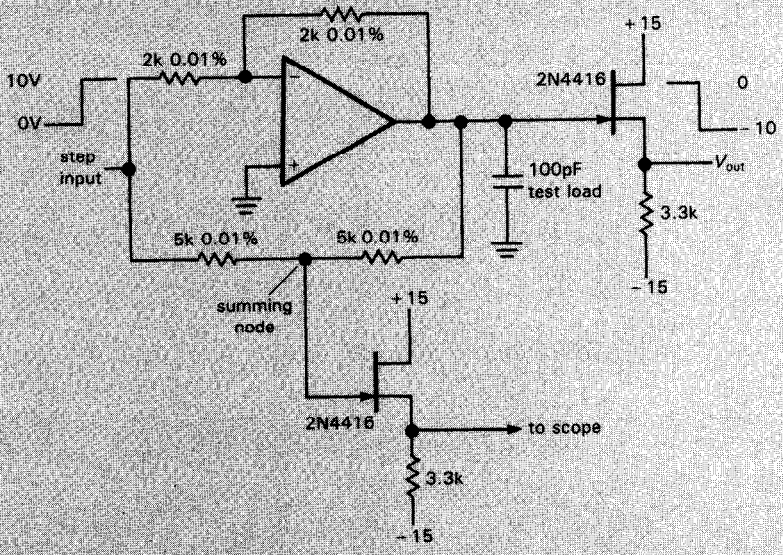 2k 0.01%
+15
2k 0.01%
10V
2N4416
0
0V
-10
step
input
−
+
V out
100pF
test load
3.3k
5k 0.01%
5k 0.01%
-15
summing
node
+15
2N4416
to scope
3.3k
-15